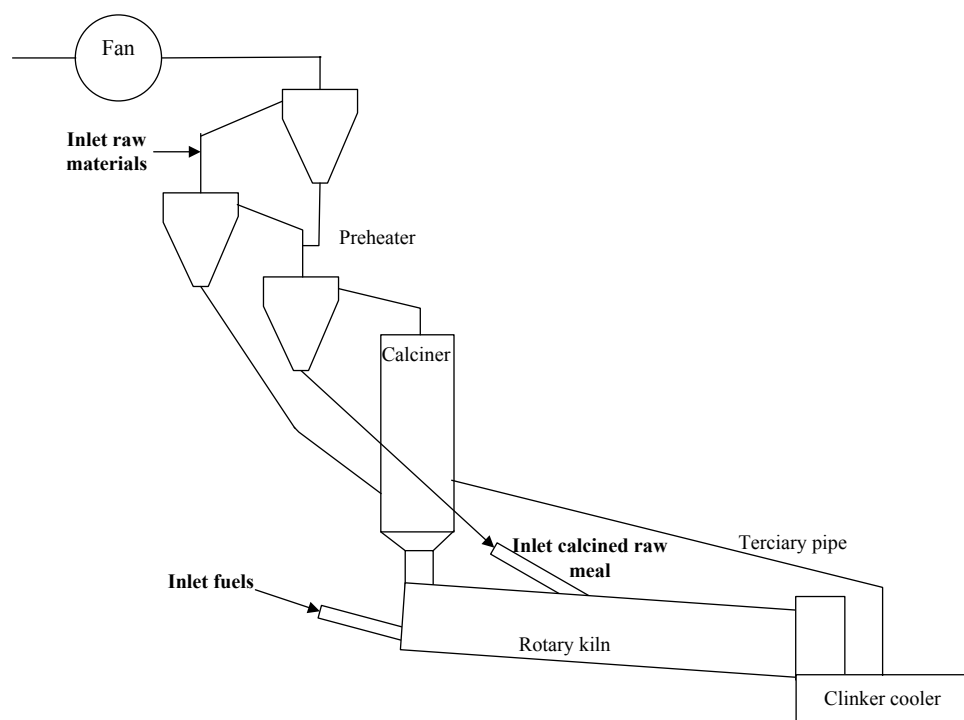 Fan
Inlet raw
materials
Preheater
Calciner
Inlet calcined raw
meal
Terciary pipe
Inlet fuels
Rotary kiln
Clinker cooler